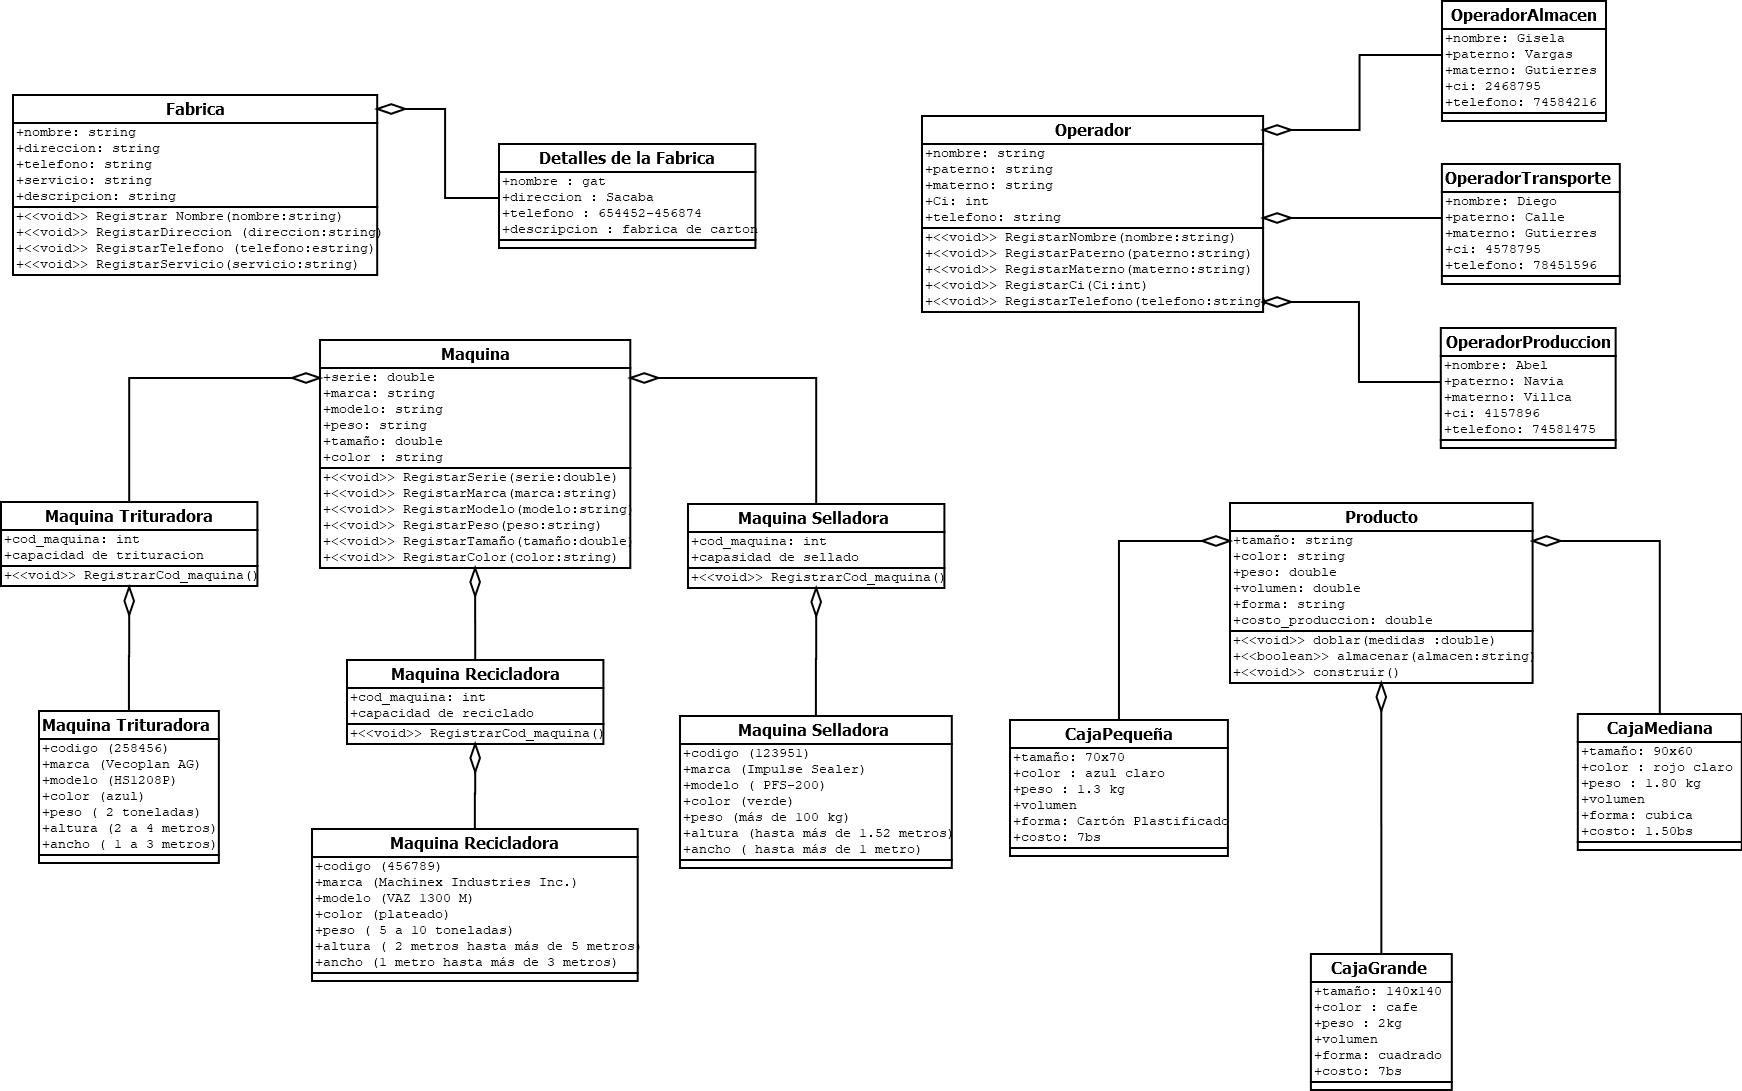 Fabrica
+nombre: string
+direccion: string
+telefono: string
+servicio: string
+descripcion: string
+<<void>> Registrar Nombre(nombre:string)
+<<void>> RegistarDireccion (direccion:string)
+<<void>> RegistarTelefono (telefono:estring)
+<<void>> RegistarServicio(servicio:string)
Detalles de la Fabrica
+nombre : gat
+direccion : Sacaba
+telefono : 654452-456874
+descripcion : fabrica de carton
Operador
+nombre: string
+paterno: string
+materno: string
+Ci: int
+telefono: string
+<<void>> RegistarNombre(nombre:string)
+<<void>> RegistarPaterno(paterno:string)
+<<void>> RegistarMaterno(materno:string)
+<<void>> RegistarCi(Ci:int)
+<<void>> RegistarTelefono(telefono:string
OperadorAlmacen
+nombre: Gisela
+paterno: Vargas
+materno: Gutierres
+ci: 2468795
+telefono: 74584216
OperadorTransporte
+nombre: Diego
+paterno: Calle
+materno: Gutierres
+ci: 4578795
+telefono: 78451596
OperadorProduccion
+nombre: Abel
+paterno: Navia
+materno: Villca
+ci: 4157896
+telefono: 74581475
Maquina
+serie: double
+marca: string
+modelo: string
+peso: string
+tamaño: double
+color : string
+<<void>> RegistarSerie(serie:double)
+<<void>> RegistarMarca(marca:string)
+<<void>> RegistarModelo(modelo:string)
+<<void>> RegistarPeso(peso:string)
+<<void>> RegistarTamaño(tamaño:double)
+<<void>> RegistarColor(color:string)
Maquina Trituradora
+cod_maquina: int
+capacidad de trituracion
+<<void>> RegistrarCod_maquina()
Maquina Selladora
+cod_maquina: int
+capasidad de sellado
+<<void>> RegistrarCod_maquina()
Maquina Recicladora
+cod_maquina: int
+capacidad de reciclado
+<<void>> RegistrarCod_maquina()
Maquina Trituradora
+codigo (258456)
+marca (Vecoplan AG)
+modelo (HS1208P)
+color (azul)
+peso ( 2 toneladas)
+altura (2 a 4 metros)
+ancho ( 1 a 3 metros)
Maquina Recicladora
+codigo (456789)
+marca (Machinex Industries Inc.)
+modelo (VAZ 1300 M)
+color (plateado)
+peso ( 5 a 10 toneladas)
+altura ( 2 metros hasta más de 5 metros)
+ancho (1 metro hasta más de 3 metros)
Maquina Selladora
+codigo (123951)
+marca (Impulse Sealer)
+modelo ( PFS-200)
+color (verde)
+peso (más de 100 kg)
+altura (hasta más de 1.52 metros)
+ancho ( hasta más de 1 metro)
Producto
+tamaño: string
+color: string
+peso: double
+volumen: double
+forma: string
+costo_produccion: double
+<<void>> doblar(medidas :double)
+<<boolean>> almacenar(almacen:string)
+<<void>> construir()
CajaPequeña
+tamaño: 70x70
+color : azul claro
+peso : 1.3 kg
+volumen
+forma: Cartón Plastificado
+costo: 7bs
CajaMediana
+tamaño: 90x60
+color : rojo claro
+peso : 1.80 kg
+volumen
+forma: cubica
+costo: 1.50bs
CajaGrande
+tamaño: 140x140
+color : cafe
+peso : 2kg
+volumen
+forma: cuadrado
+costo: 7bs